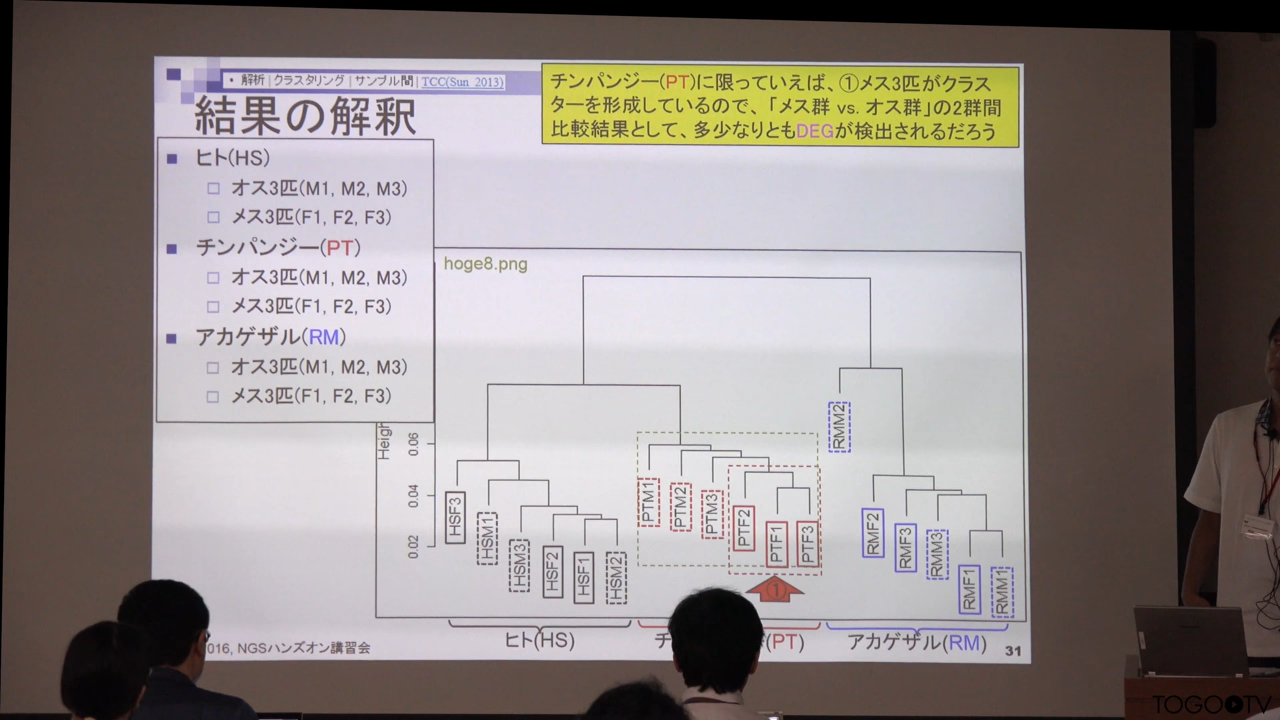 • 解析 | クラスタリング | サンプル間 | TCC(Sun_2013)
結果の解釈
チンパンジー(PT)に限っていえば、①メス3匹がクラス
ターを形成しているので、「メス群 vs. オス群」の2群間
比較結果として、多少なりともDEGが検出されるだろう
ヒト(HS)
オス3匹(M1, M2, M3)
メス3匹(F1, F2, F3)
チンパンジー(PT)
オス3匹(M1, M2, M3)
メス3匹(F1, F2, F3)
アカゲザル(RM)
オス3匹(M1, M2, M3)
メス3匹(F1, F2, F3)
hoge8.png
0.06
0.04
0.02
HSF3
HSM1
HSM3
HSF2
HSF1
HSM2
PTM1
PTM2
PTM3
PTF2
PTF1
PTF3
RMM2
RMF2
RMF3
RMM3
RMF1
RMM1
①
ヒト(HS)
(PT)
アカゲザル(RM)
016, NGSハンズオン講習会
31
TOGOTV